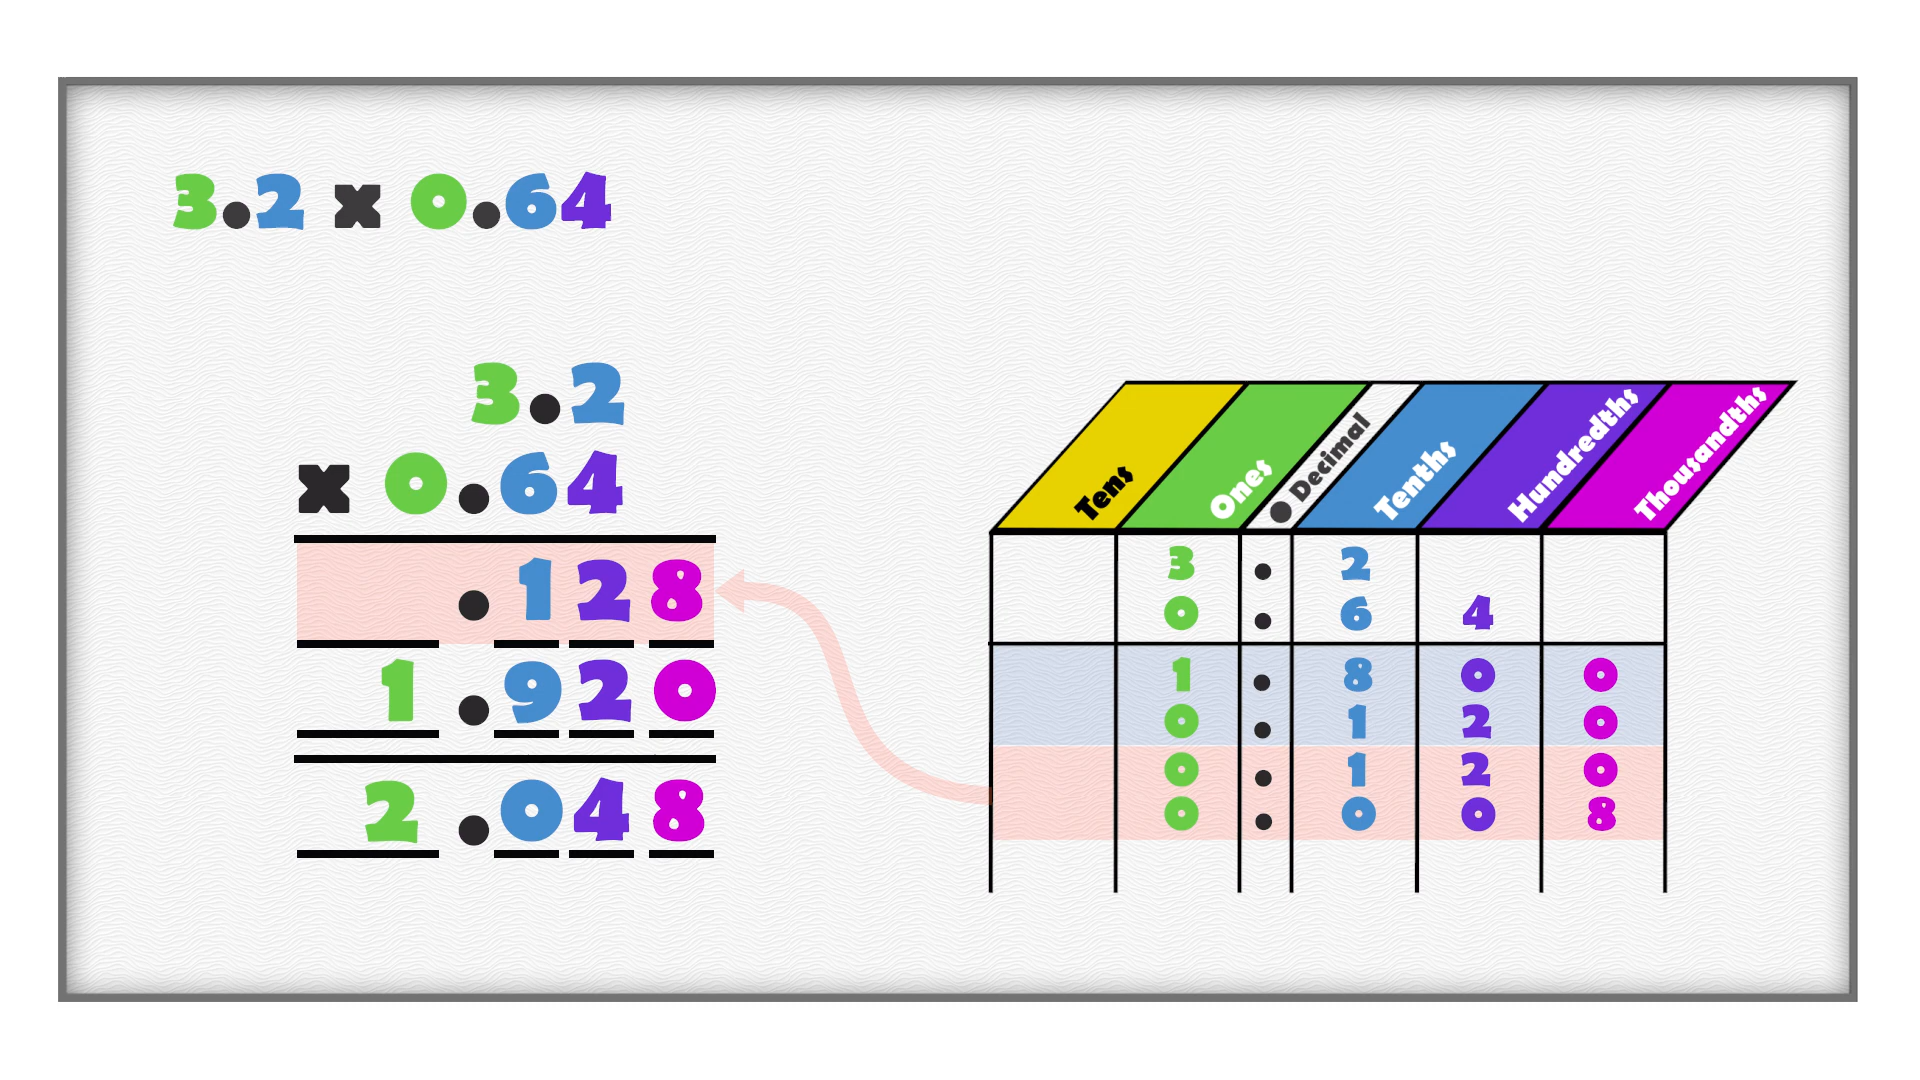 3.2 x 0.64
3.2
x 0.64
.128
1.920
2.048
Tens Ones Decimal Tenths Hundredths Thousandths
3 . 2
0 . 6 4
1 . 8 0 0
0 . 1 2 0
0 . 1 2 0
0 . 0 0 8